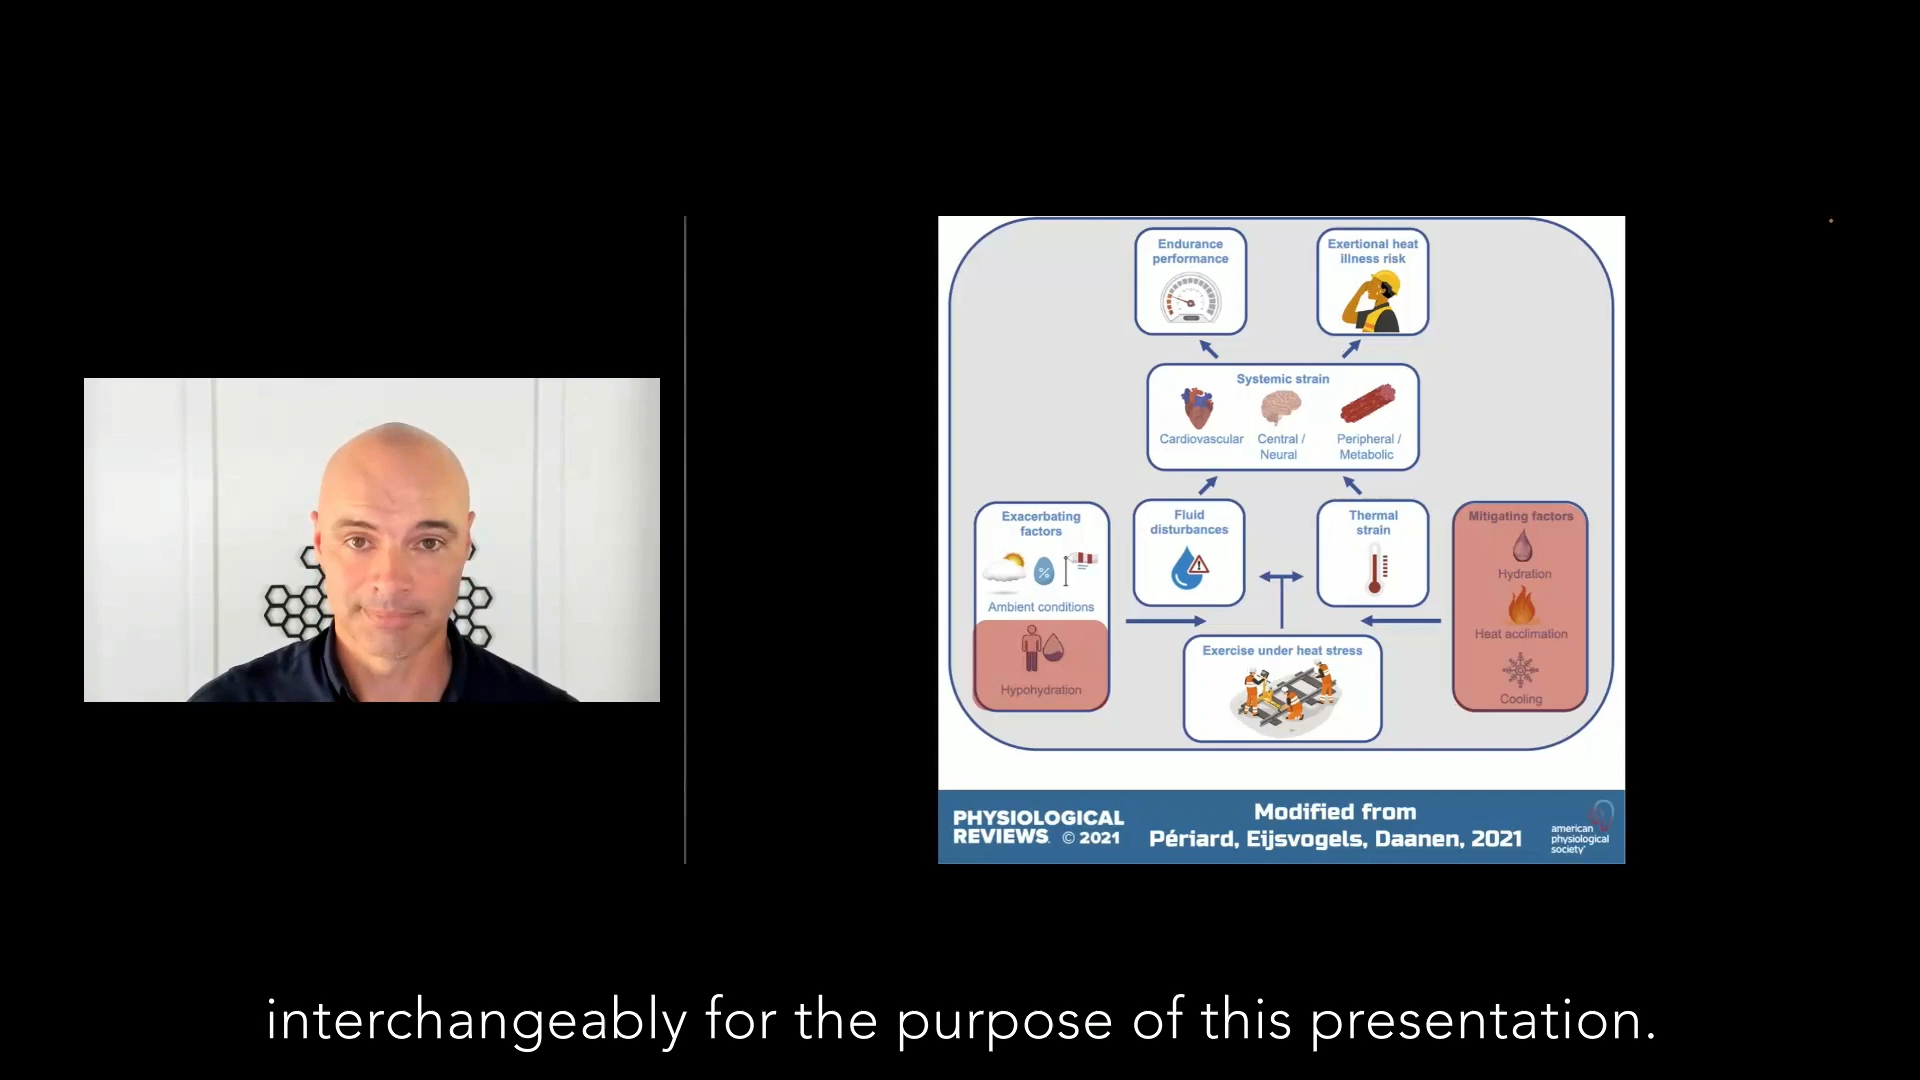 Endurance
performance
Exertional heat
illness risk
Systemic strain
Cardiovascular
Central /
Neural
Peripheral /
Metabolic
Exacerbating
factors
%
Ambient conditions
Hypohydration
Fluid
disturbances
Thermal
strain
Mitigating factors
Hydration
Heat acclimation
Cooling
Exercise under heat stress
PHYSIOLOGICAL
REVIEWS. © 2021
Modified from
Périard, Eijsvogels, Daanen, 2021
american
physiological
society
interchangeably for the purpose of this presentation.